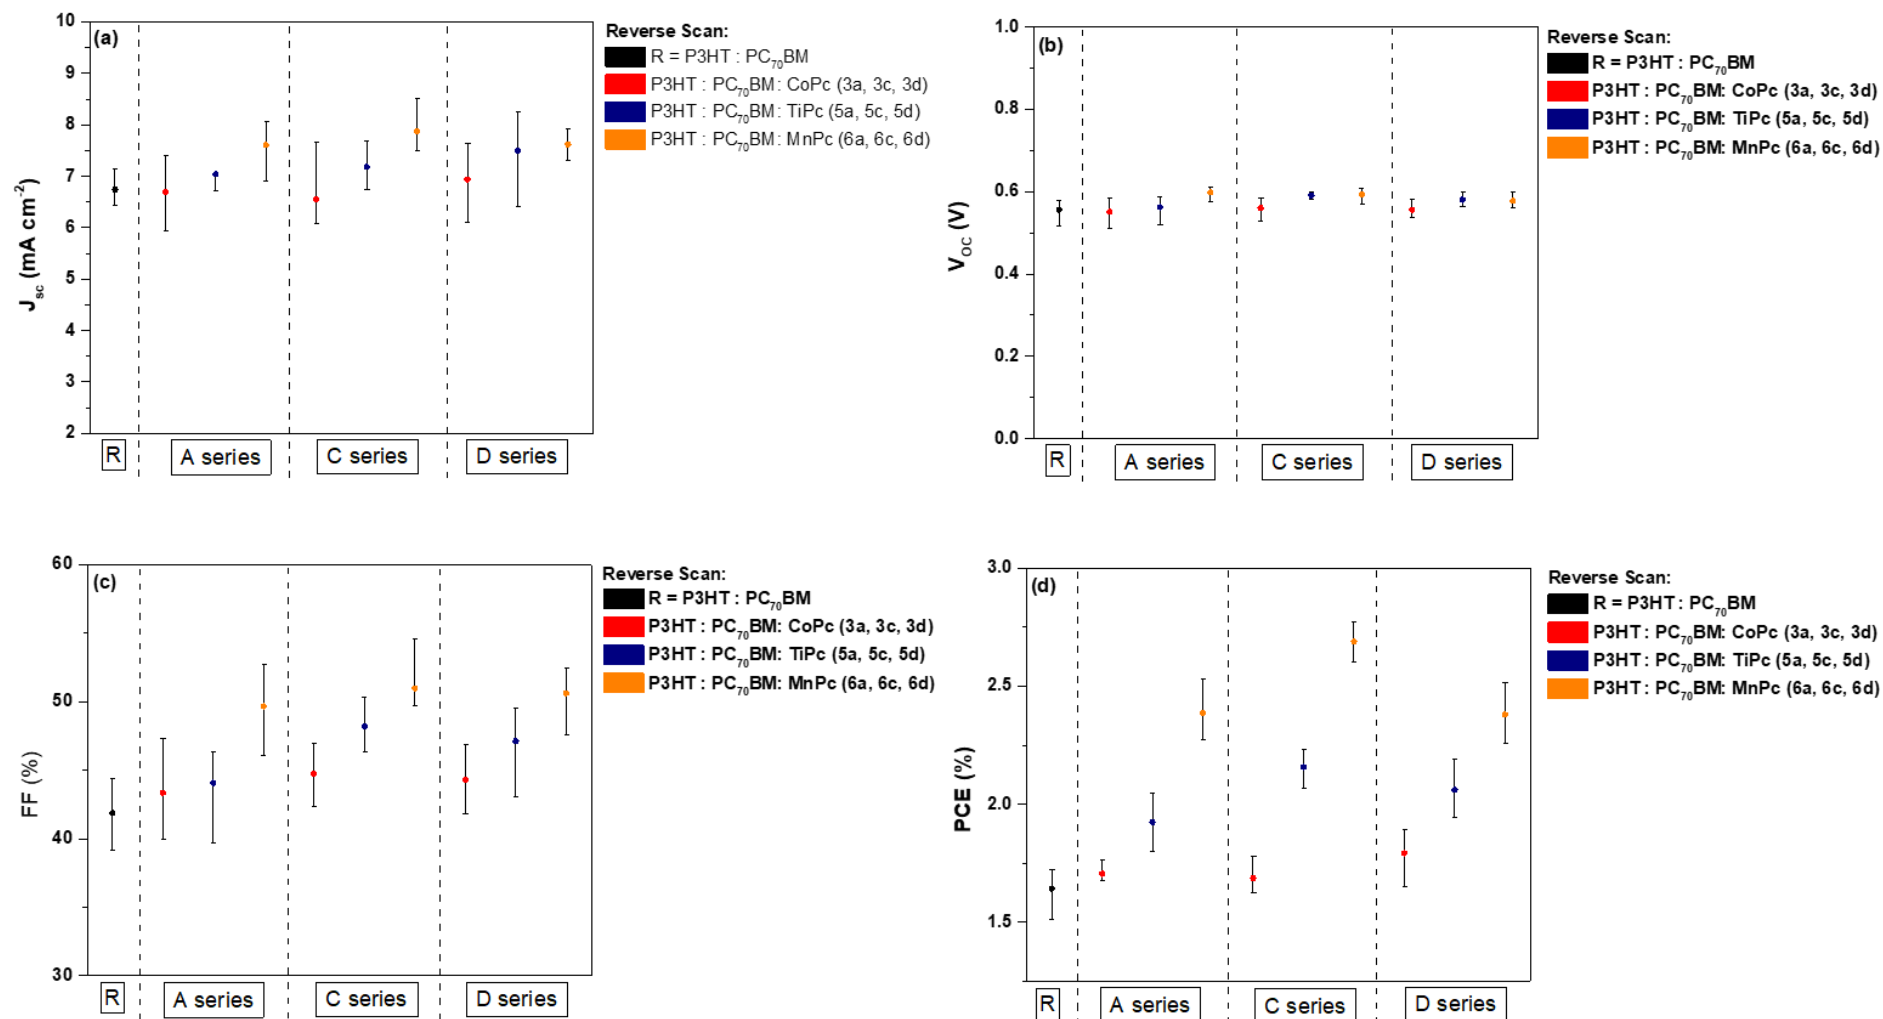 (a)
10
9
8
7
6
5
4
3
2
J_sc (mA cm⁻²)
R
A series
C series
D series
Reverse Scan:
R = P3HT : PC₇₀BM
P3HT : PC₇₀BM: CoPc (3a, 3c, 3d)
P3HT : PC₇₀BM: TiPc (5a, 5c, 5d)
P3HT : PC₇₀BM: MnPc (6a, 6c, 6d)
(b)
1.0
0.8
0.6
0.4
0.2
0.0
V_OC (V)
R
A series
C series
D series
Reverse Scan:
R = P3HT : PC₇₀BM
P3HT : PC₇₀BM: CoPc (3a, 3c, 3d)
P3HT : PC₇₀BM: TiPc (5a, 5c, 5d)
P3HT : PC₇₀BM: MnPc (6a, 6c, 6d)
(c)
60
50
40
30
FF (%)
R
A series
C series
D series
Reverse Scan:
R = P3HT : PC₇₀BM
P3HT : PC₇₀BM: CoPc (3a, 3c, 3d)
P3HT : PC₇₀BM: TiPc (5a, 5c, 5d)
P3HT : PC₇₀BM: MnPc (6a, 6c, 6d)
(d)
3.0
2.5
2.0
1.5
PCE (%)
R
A series
C series
D series
Reverse Scan:
R = P3HT : PC₇₀BM
P3HT : PC₇₀BM: CoPc (3a, 3c, 3d)
P3HT : PC₇₀BM: TiPc (5a, 5c, 5d)
P3HT : PC₇₀BM: MnPc (6a, 6c, 6d)